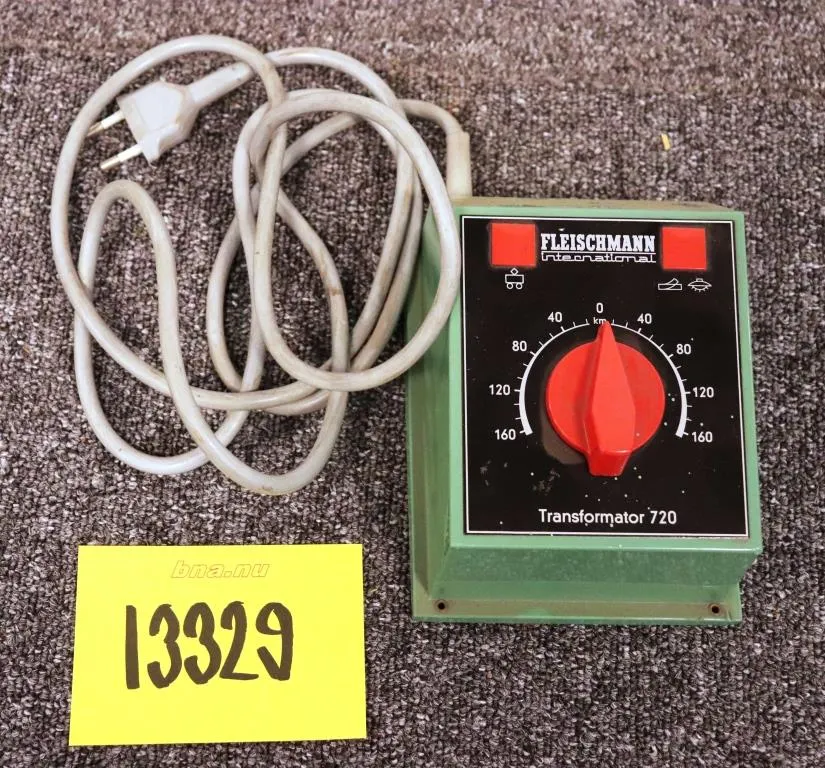 FLEISCHMANN
International
0
km
40 40
80 80
120 120
160 160
Transformator 720
bna.nu
13329